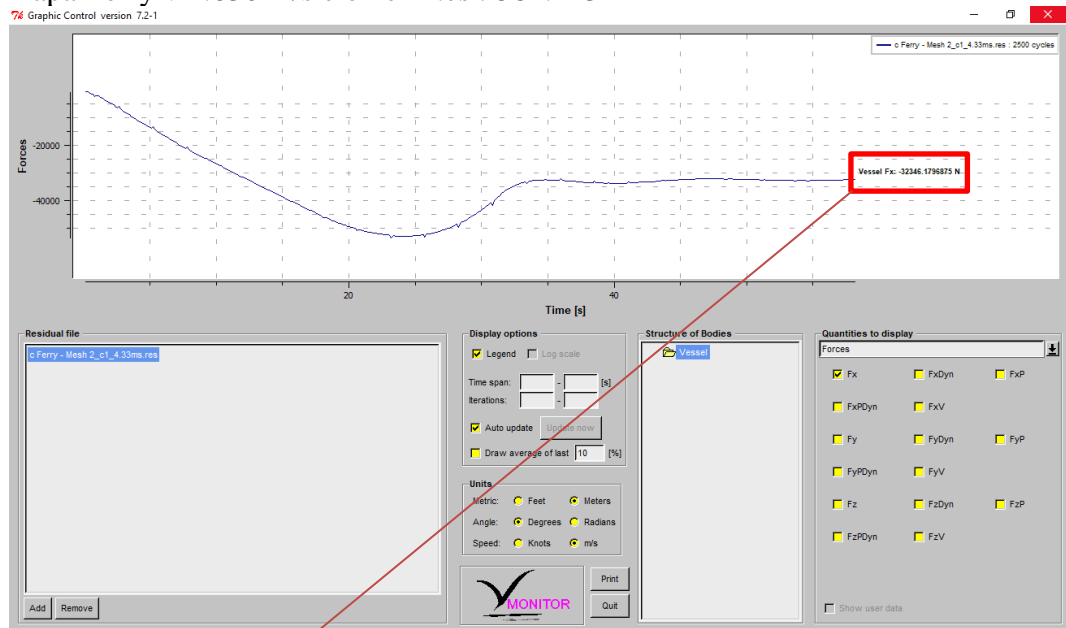 Graphic Control version 7.2-1
c Ferry - Mesh 2_c1_4.33ms.res : 2500 cycles
Forces
-20000
-40000
Vessel Fx: -32346.1796875 N
20
40
Time [s]
Residual file
c Ferry - Mesh 2_c1_4.33ms.res
Add
Remove
Display options
Legend
Log scale
Time span:
-
[s]
Iterations:
-
Auto update
Update now
Draw average of last
10
[%]
Units
Metric:
Feet
Meters
Angle:
Degrees
Radians
Speed:
Knots
m/s
MONITOR
Print
Quit
Structure of Bodies
Vessel
Quantities to display
Forces
Fx
FxDyn
FxP
FxPDyn
FxV
Fy
FyDyn
FyP
FyPDyn
FyV
Fz
FzDyn
FzP
FzPDyn
FzV
Show user data